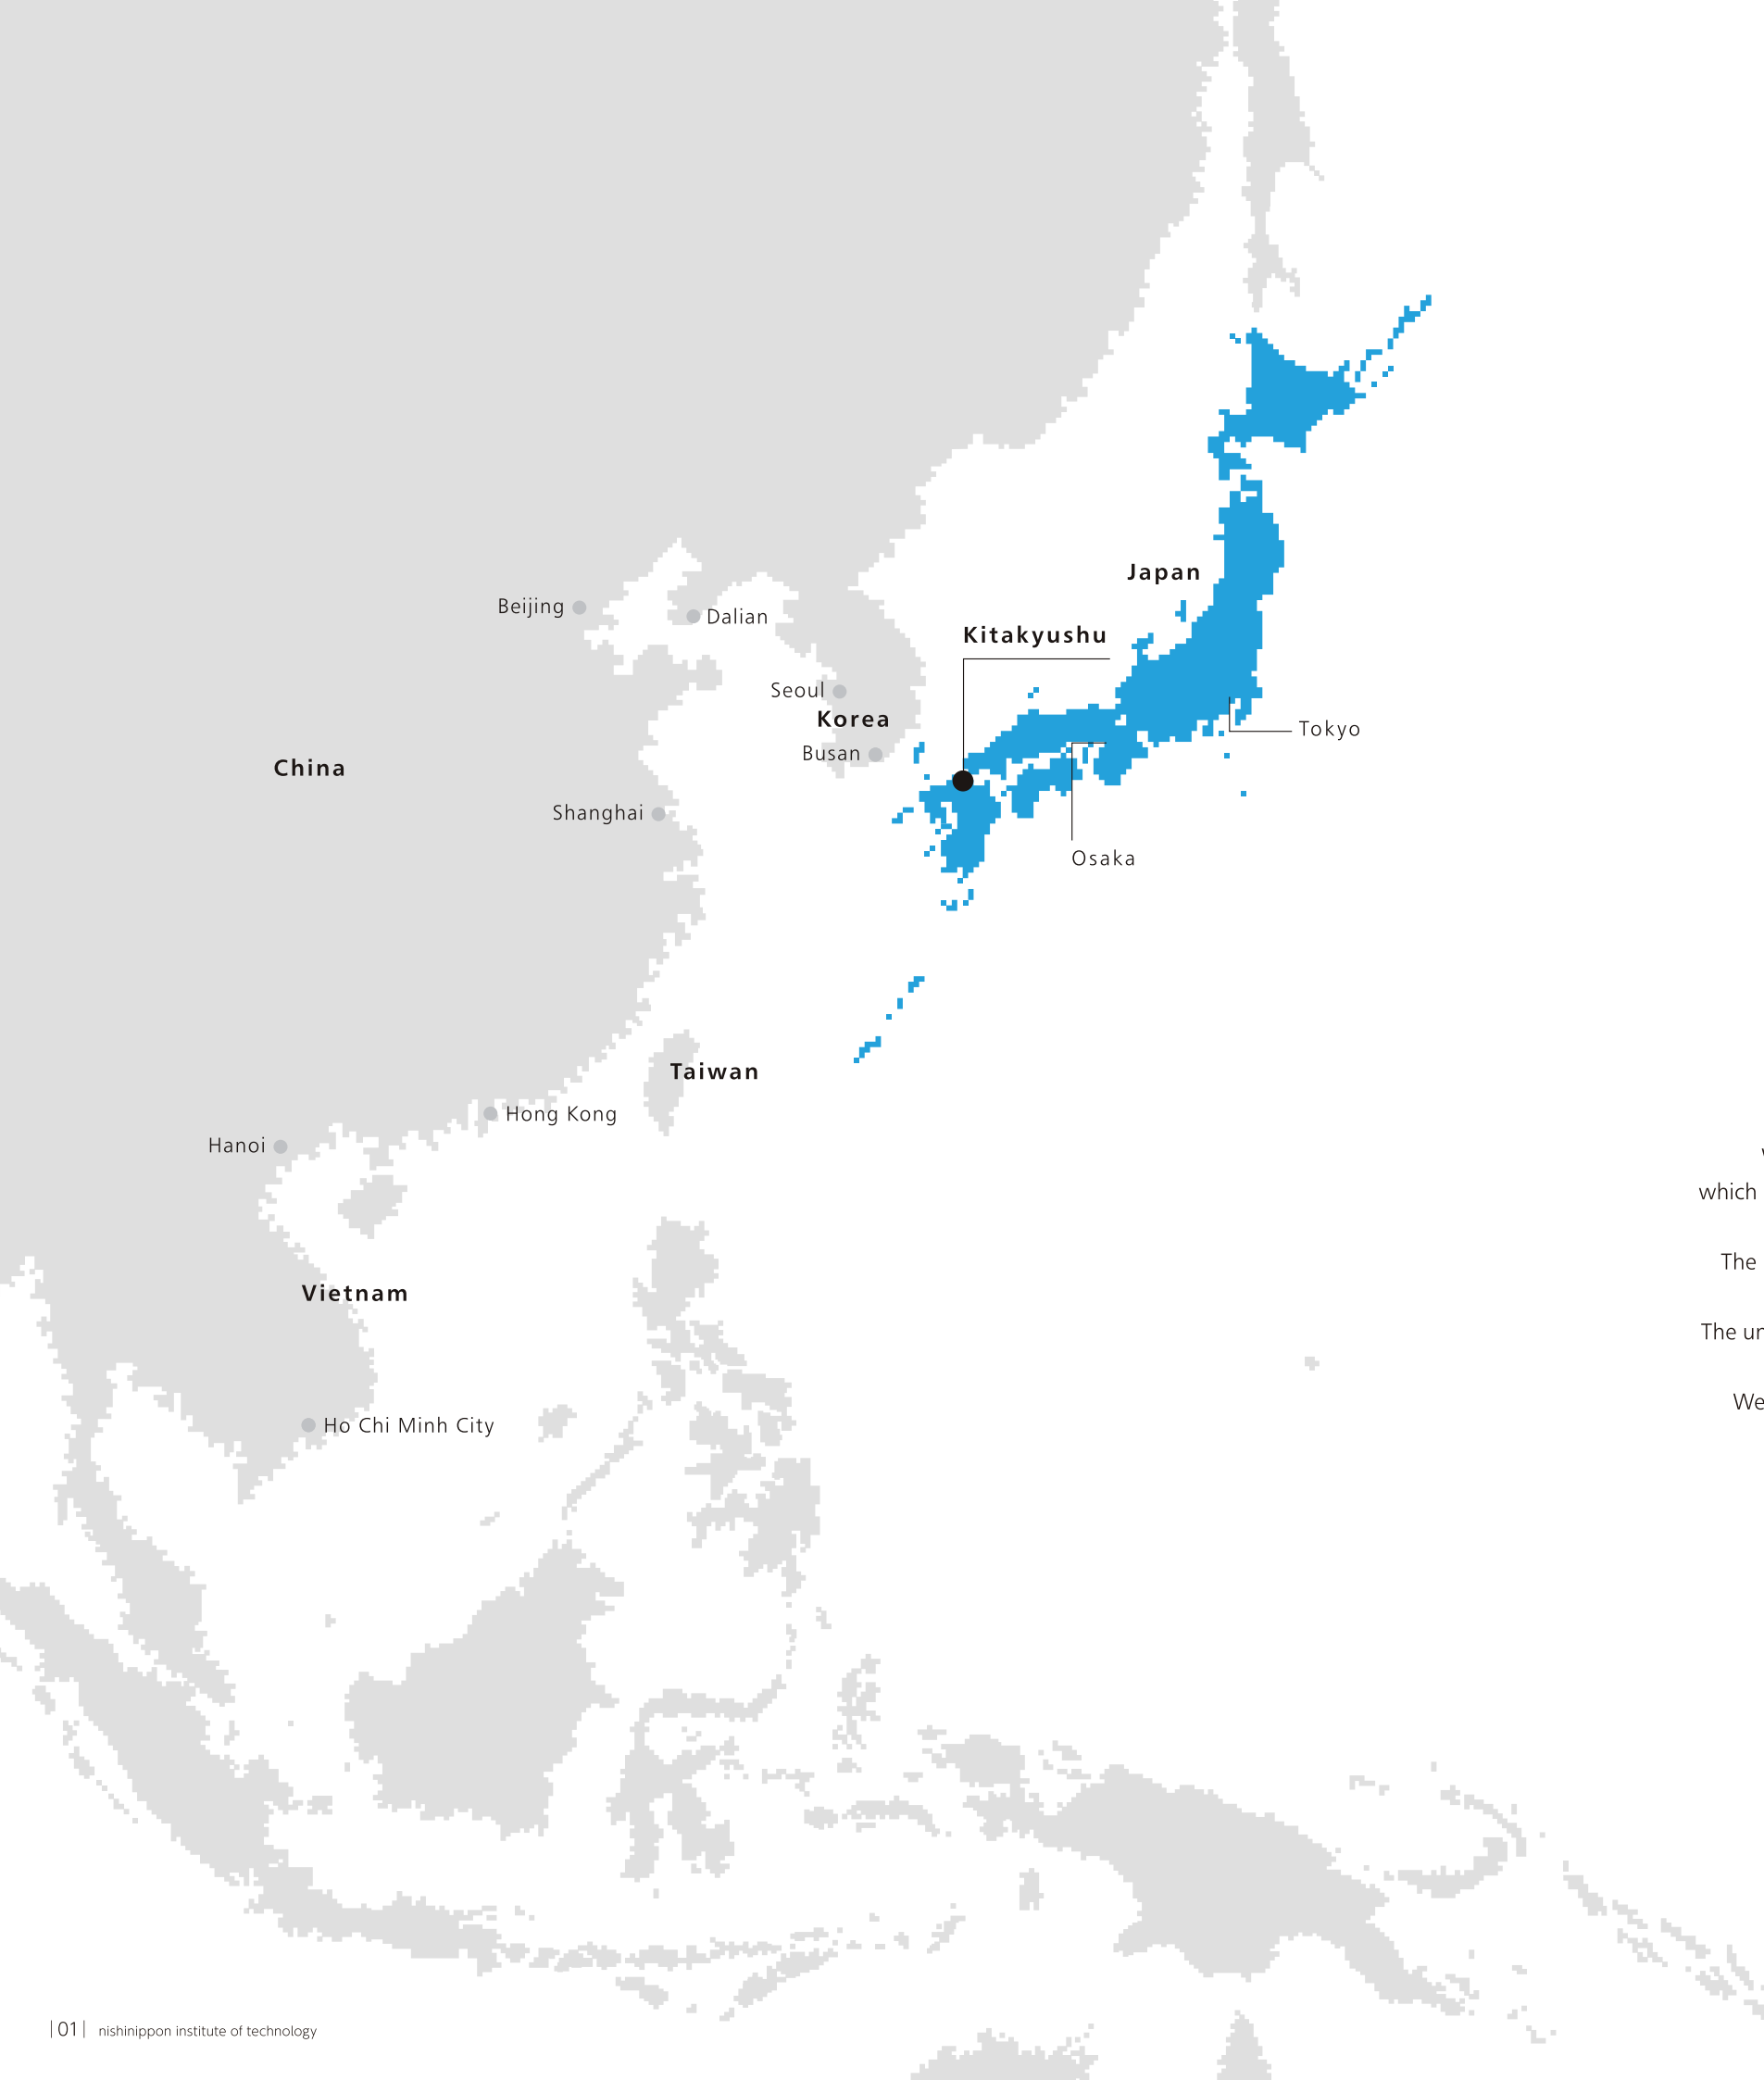 Japan
Beijing
Dalian
Kitakyushu
Seoul
Korea
Tokyo
Busan
China
Shanghai
Osaka
Taiwan
Hong Kong
Hanoi
which
The
Vietnam
The un
We
Ho Chi Minh City
|01| nishinippon institute of technology